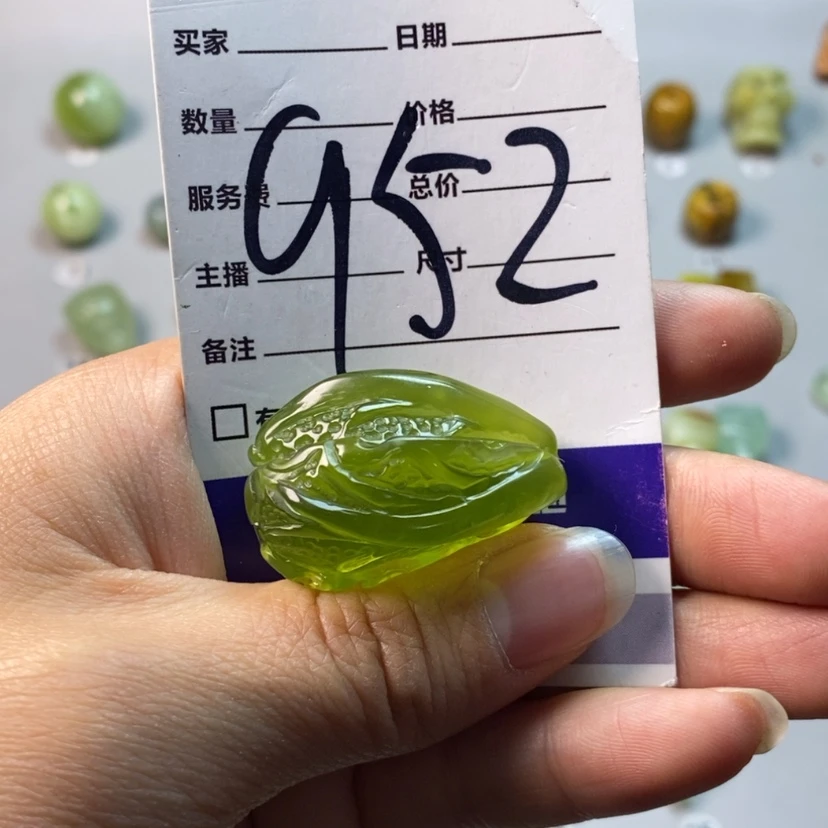 买家 日期
数量 价格
服务费 总价
主播 尺寸
备注
952